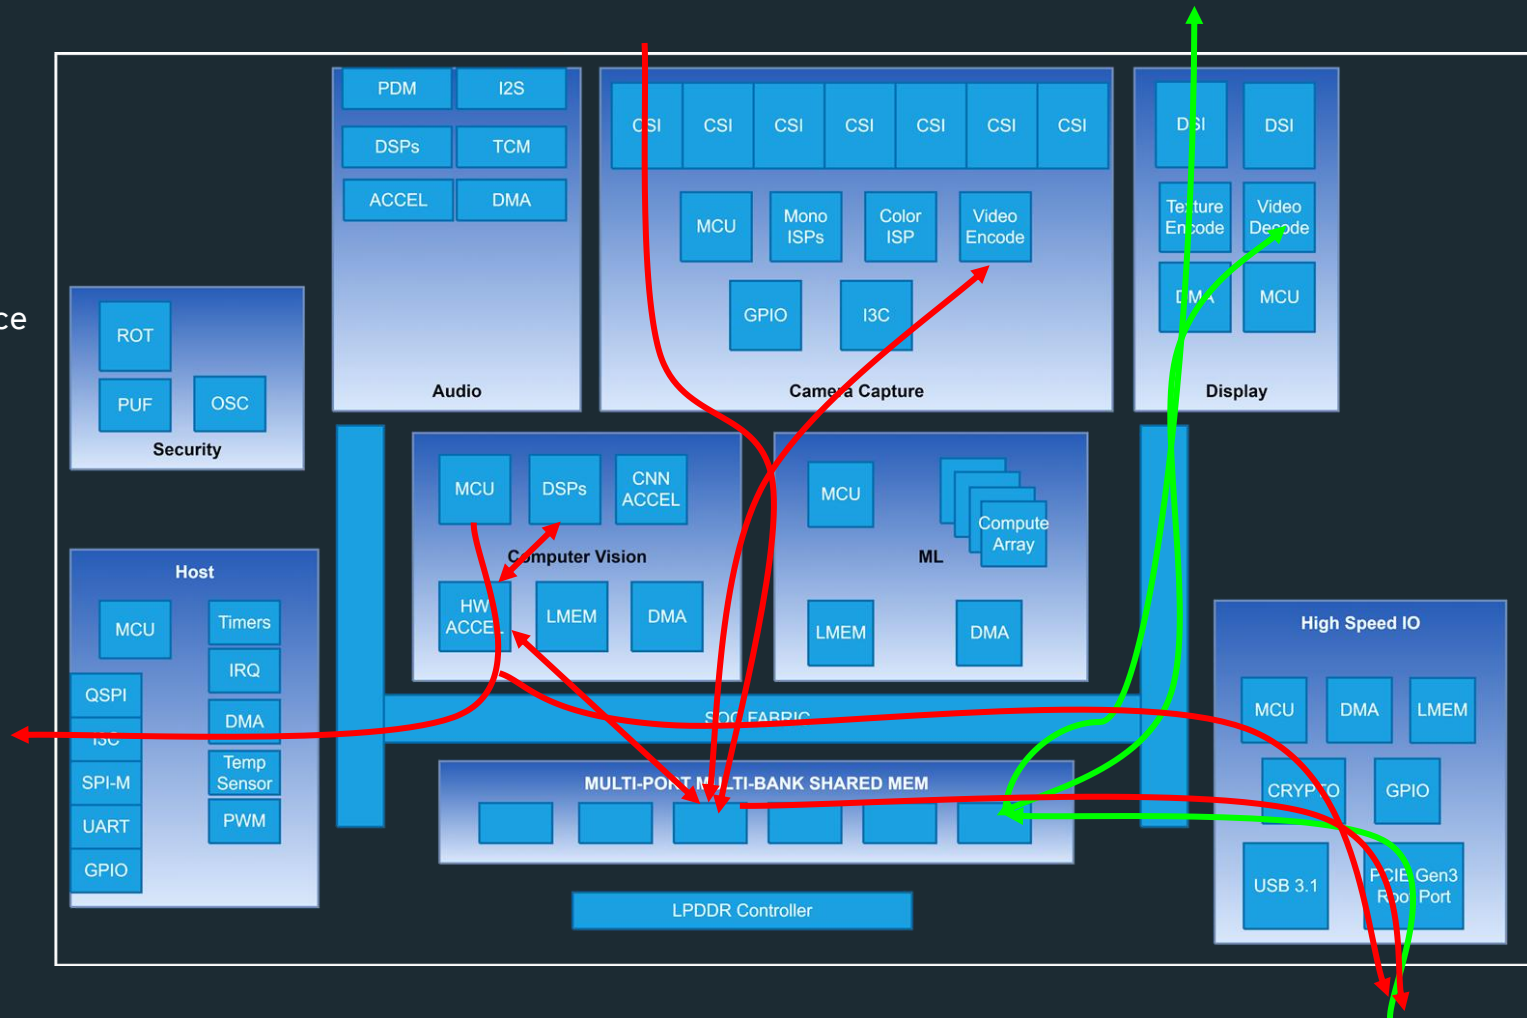 PDM
I2S
DSPs
TCM
ACCEL
DMA
Audio
CSI
CSI
CSI
CSI
CSI
CSI
CSI
MCU
Mono
ISPs
Color
ISP
Video
Encode
GPIO
I3C
Camera Capture
DSI
DSI
Texture
Encode
Video
Decode
DMA
MCU
Display
ce
ROT
PUF
OSC
Security
MCU
DSPs
CNN
ACCEL
Computer Vision
HW
ACCEL
LMEM
DMA
MCU
Compute
Array
ML
LMEM
DMA
Host
MCU
Timers
IRQ
DMA
Temp
Sensor
PWM
QSPI
I3C
SPI-M
UART
GPIO
SOC FABRIC
MULTI-PORT MULTI-BANK SHARED MEM
LPDDR Controller
High Speed IO
MCU
DMA
LMEM
CRYPTO
GPIO
USB 3.1
PCIE Gen3
Root Port